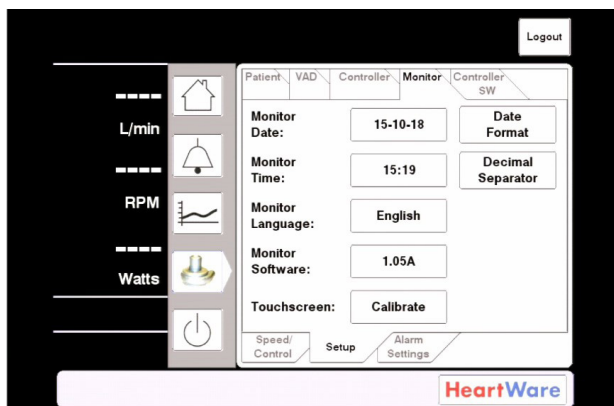 Logout
----
L/min
----
RPM
----
Watts
Patient VAD Controller Monitor Controller
SW
Monitor
Date:
15-10-18
Date
Format
Monitor
Time:
15:19
Decimal
Separator
Monitor
Language:
English
Monitor
Software:
1.05A
Touchscreen:
Calibrate
Speed/
Control
Setup
Alarm
Settings
HeartWare